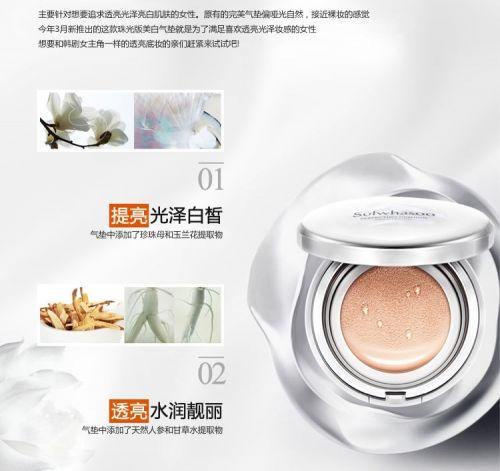 主要针对想要追求透亮光泽亮白肌肤的女性。原有的完美气垫偏哑光自然，接近裸妆的感觉
今年3月新推出的这款珠光版美白气垫就是为了满足喜欢透亮光泽妆感的女性
想要和韩剧女主角一样的透亮底妆的亲们赶紧来试试吧!
01
提亮 光泽白皙
气垫中添加了珍珠母和玉兰花提取物
Sulwhasoo
02
透亮 水润靓丽
气垫中添加了天然人参和甘草水提取物